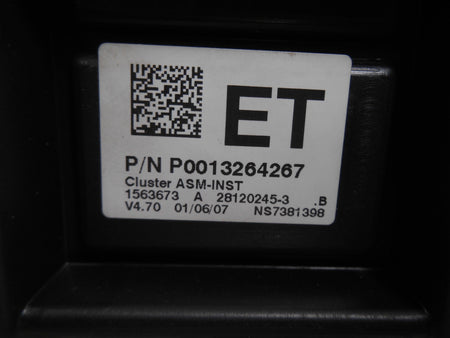 ET
P/N P0013264267
Cluster ASM-INST
1563673 A 28120245-3 .B
V4.70 01/06/07 NS7381398